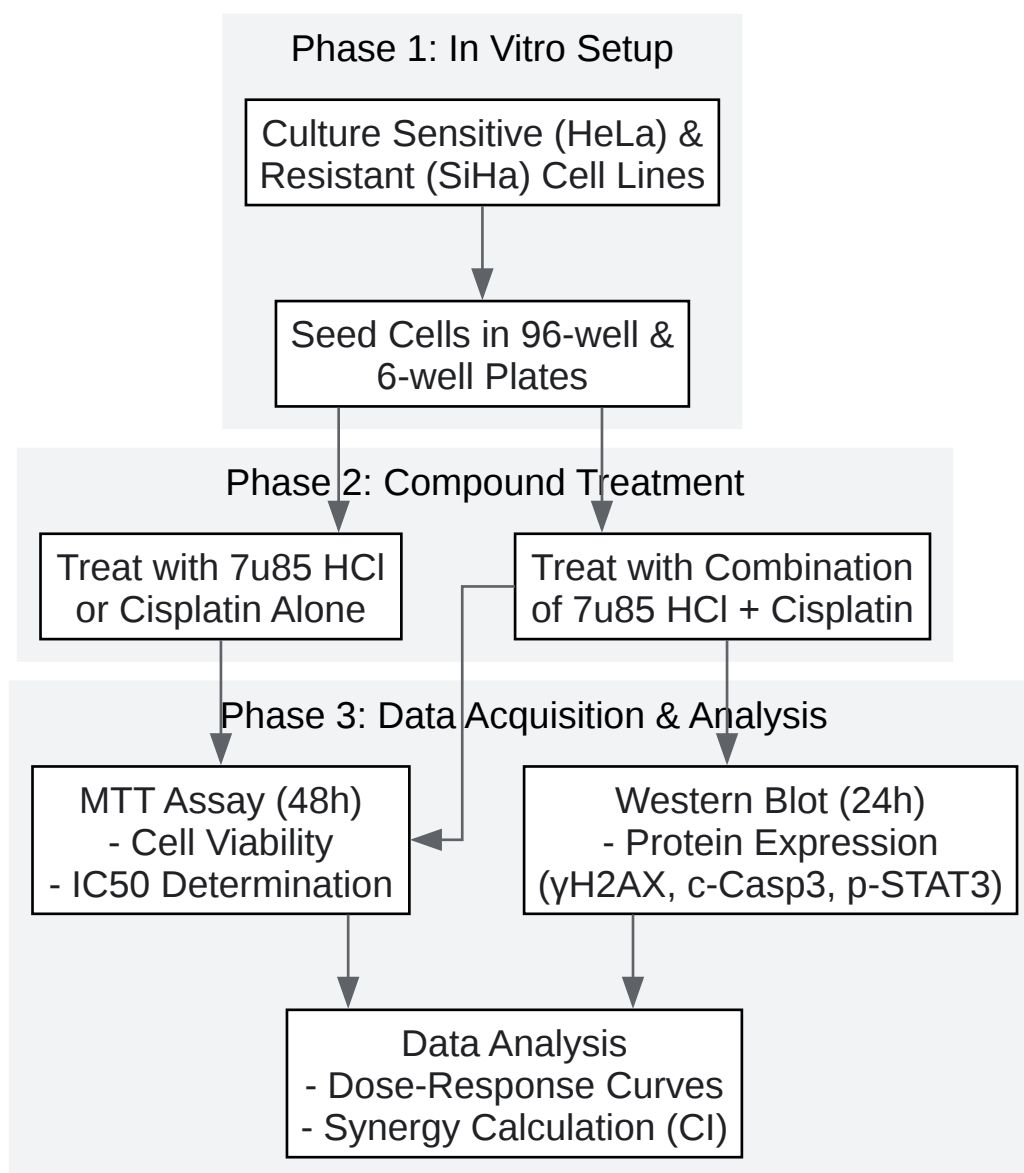 Phase 1: In Vitro Setup
Culture Sensitive (HeLa) &
Resistant (SiHa) Cell Lines
Seed Cells in 96-well &
6-well Plates
Phase 2: Compound Treatment
Treat with 7u85 HCl
or Cisplatin Alone
Treat with Combination
of 7u85 HCl + Cisplatin
Phase 3: Data Acquisition & Analysis
MTT Assay (48h)
- Cell Viability
- IC50 Determination
Western Blot (24h)
- Protein Expression
(γH2AX, c-Casp3, p-STAT3)
Data Analysis
- Dose-Response Curves
- Synergy Calculation (CI)